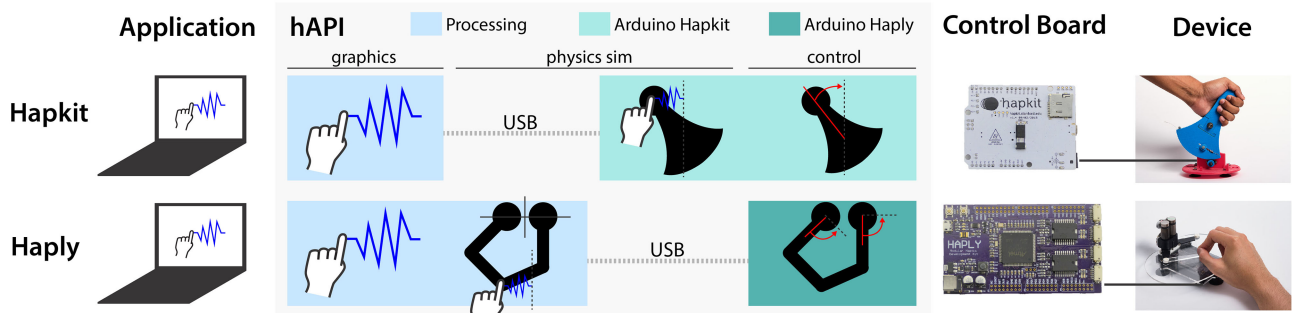 Application
hAPI
Processing
Arduino Hapkit
Arduino Haply
Control Board
Device
graphics
physics sim
control
Hapkit
USB
hapkit
Haply
USB
HAPLY